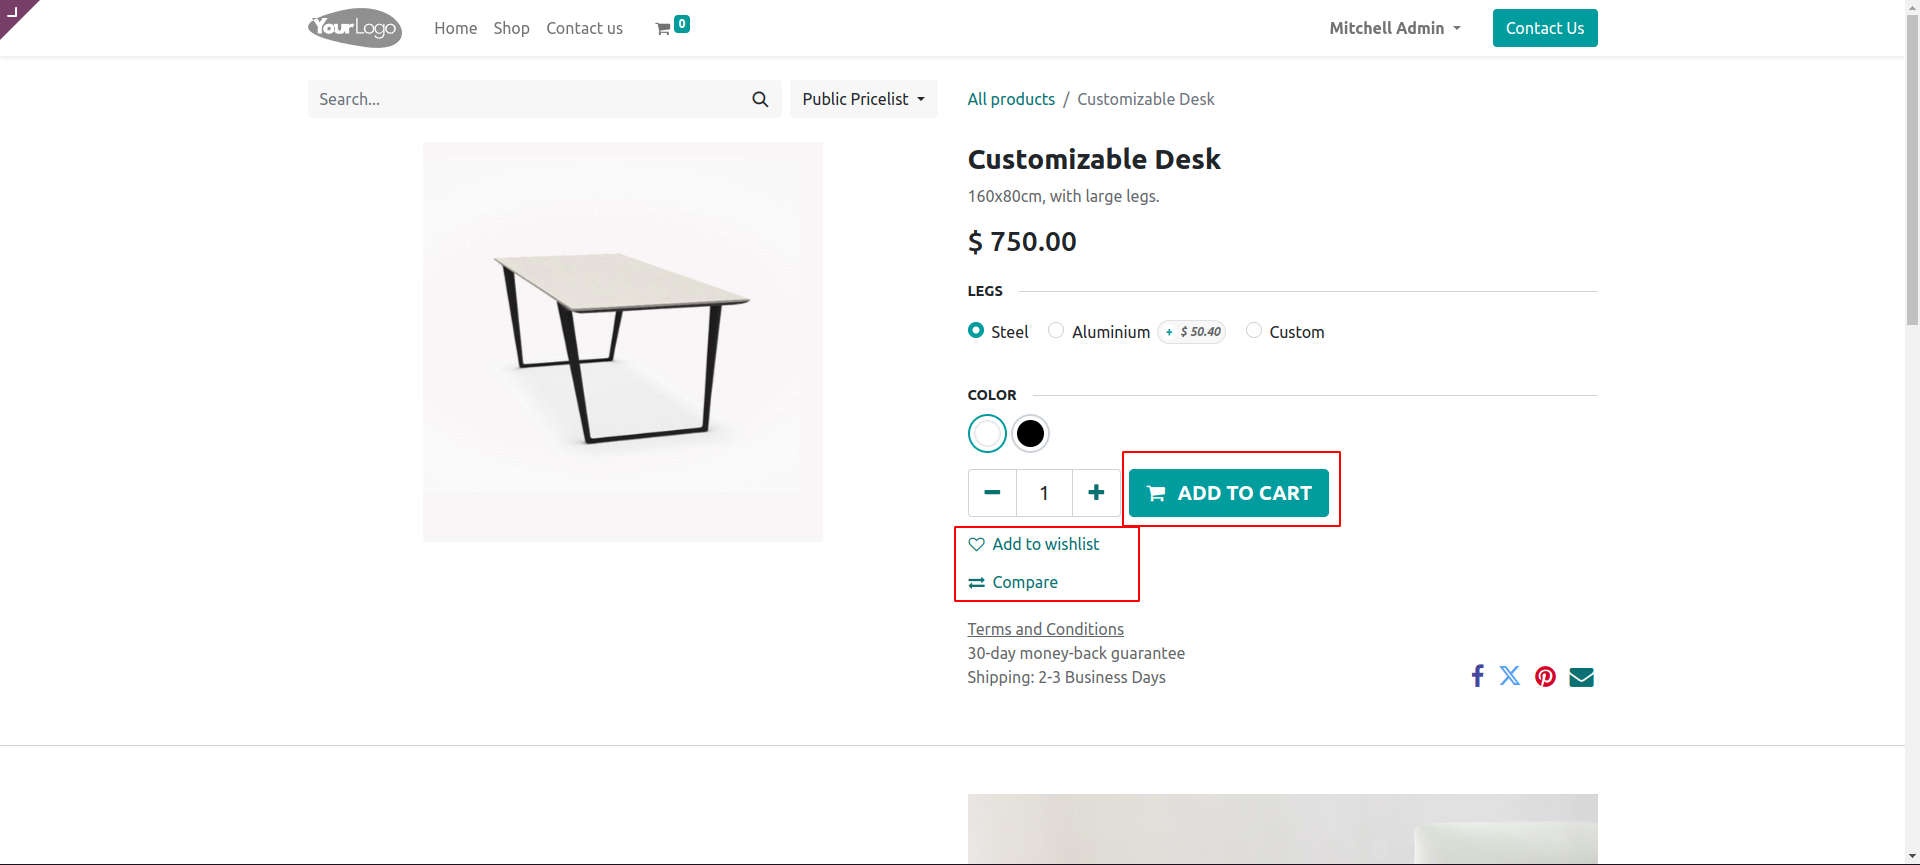 YourLogo Home Shop Contact us 0 Mitchell Admin Contact Us
Search... Public Pricelist All products / Customizable Desk
Customizable Desk
160x80cm, with large legs.
$ 750.00
LEGS
Steel Aluminium + $ 50.40 Custom
COLOR
1 ADD TO CART
Add to wishlist
Compare
Terms and Conditions
30-day money-back guarantee
Shipping: 2-3 Business Days